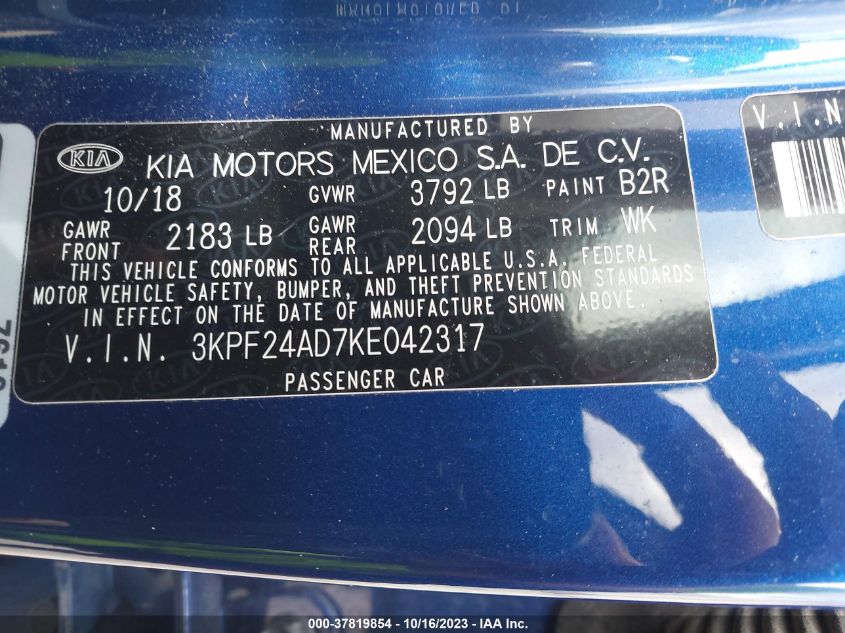 MANUFACTURED BY
KIA KIA MOTORS MEXICO S.A. DE C.V.
10/18 GVWR 3792 LB PAINT B2R
GAWR FRONT 2183 LB GAWR REAR 2094 LB TRIM WK
THIS VEHICLE CONFORMS TO ALL APPLICABLE U.S.A. FEDERAL
MOTOR VEHICLE SAFETY, BUMPER, AND THEFT PREVENTION STANDARDS
IN EFFECT ON THE DATE OF MANUFACTURE SHOWN ABOVE.
V.I.N. 3KPF24AD7KE042317
PASSENGER CAR
V.I.N
000-37819854 - 10/16/2023 - IAA Inc.